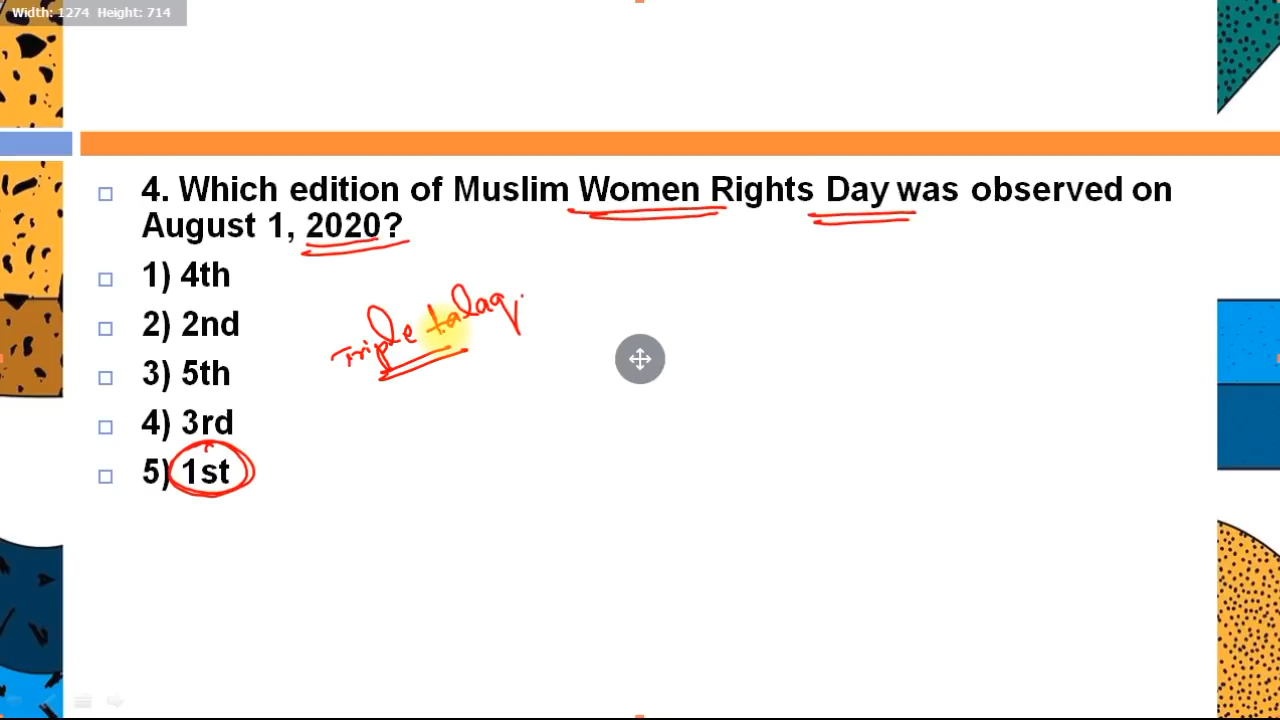 Width: 1274 Height: 714
4. Which edition of Muslim Women Rights Day was observed on
August 1, 2020?
1) 4th
2) 2nd
Triple talaq
3) 5th
4) 3rd
5) 1st